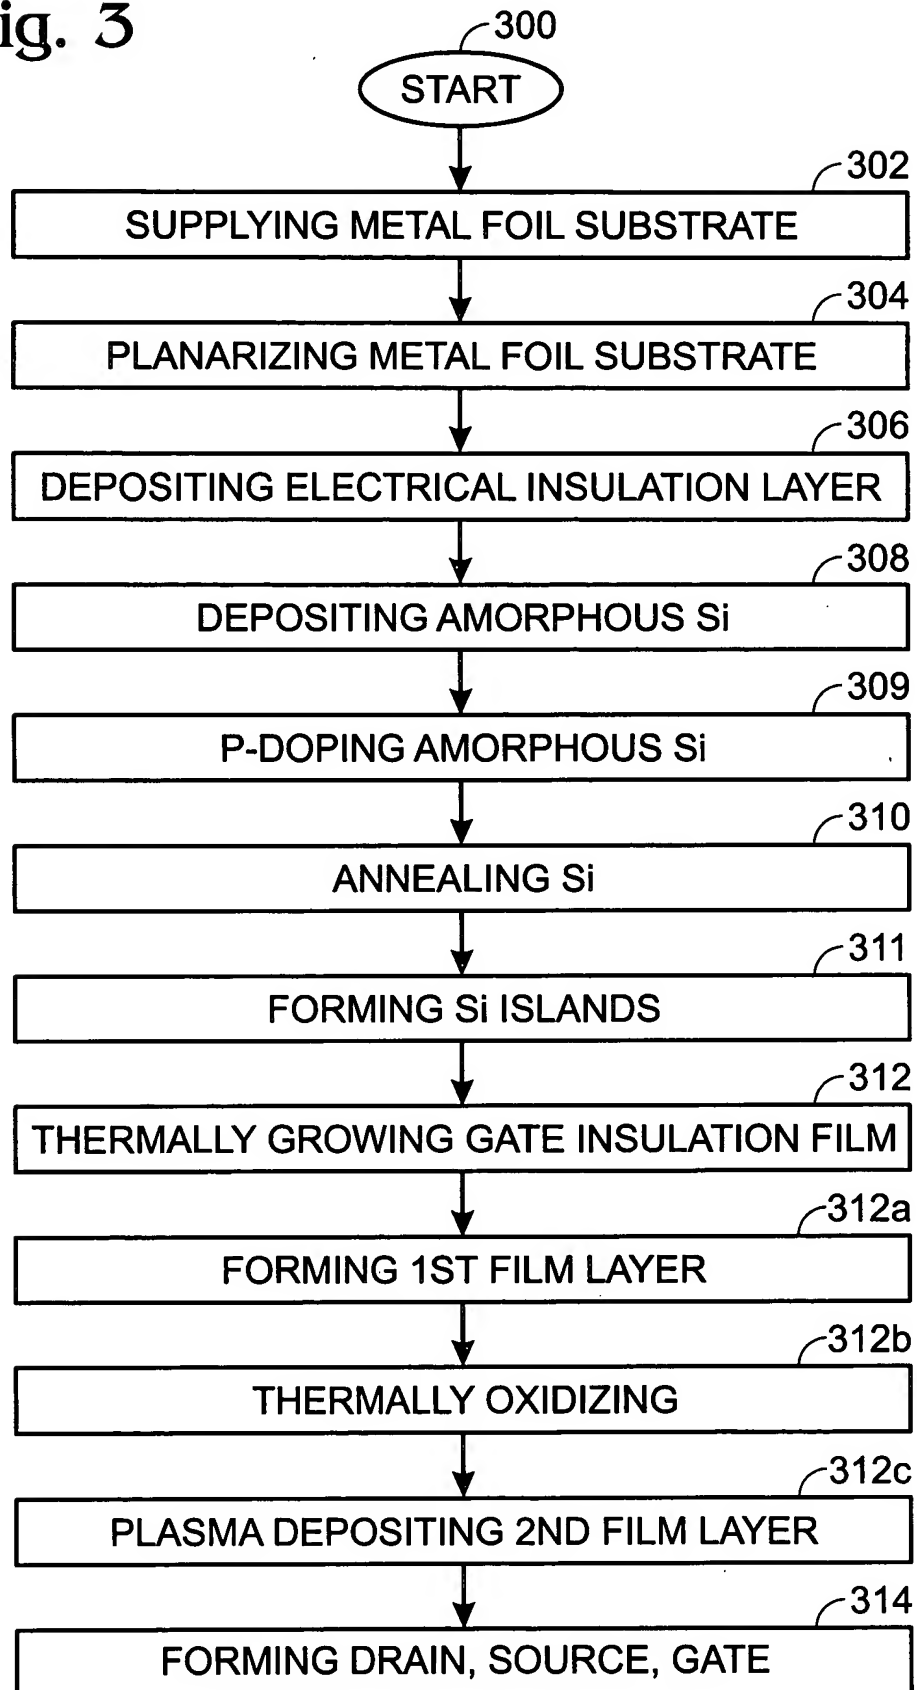 ig. 3
300
START
302
SUPPLYING METAL FOIL SUBSTRATE
304
PLANARIZING METAL FOIL SUBSTRATE
306
DEPOSITING ELECTRICAL INSULATION LAYER
308
DEPOSITING AMORPHOUS Si
309
P-DOPING AMORPHOUS Si
310
ANNEALING Si
311
FORMING Si ISLANDS
312
THERMALLY GROWING GATE INSULATION FILM
312a
FORMING 1ST FILM LAYER
312b
THERMALLY OXIDIZING
312c
PLASMA DEPOSITING 2ND FILM LAYER
314
FORMING DRAIN, SOURCE, GATE